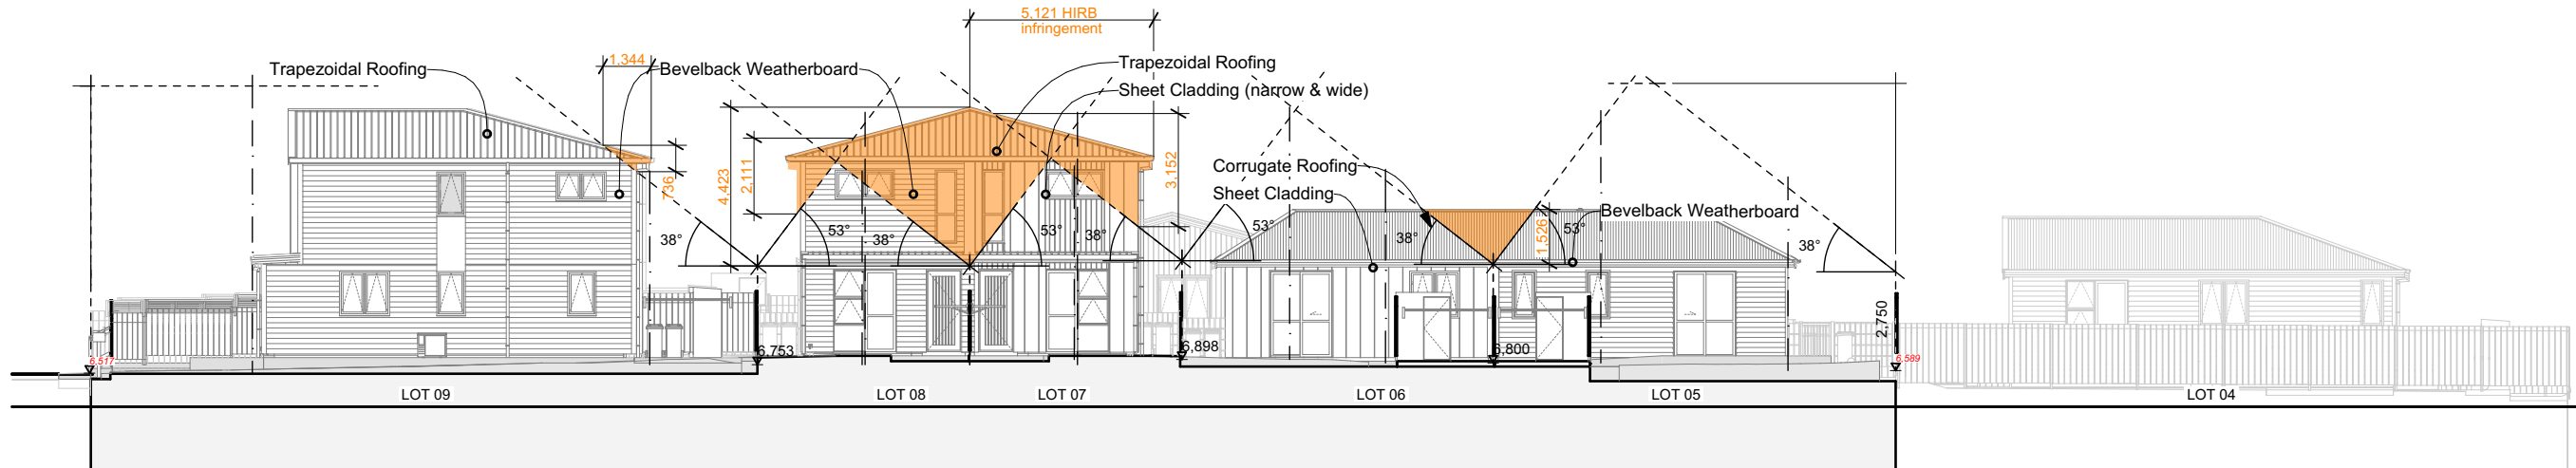 5,121 HIRB
infringement
1,344
Trapezoidal Roofing
Bevelback Weatherboard
Trapezoidal Roofing
Sheet Cladding (narrow & wide)
736
4,423
2,111
3,152
Corrugate Roofing
Sheet Cladding
Bevelback Weatherboard
1,526
38°
53°
38°
53°
38°
53°
38°
53°
38°
2,750
6,517
6,753
6,898
6,800
6,589
LOT 09
LOT 08
LOT 07
LOT 06
LOT 05
LOT 04